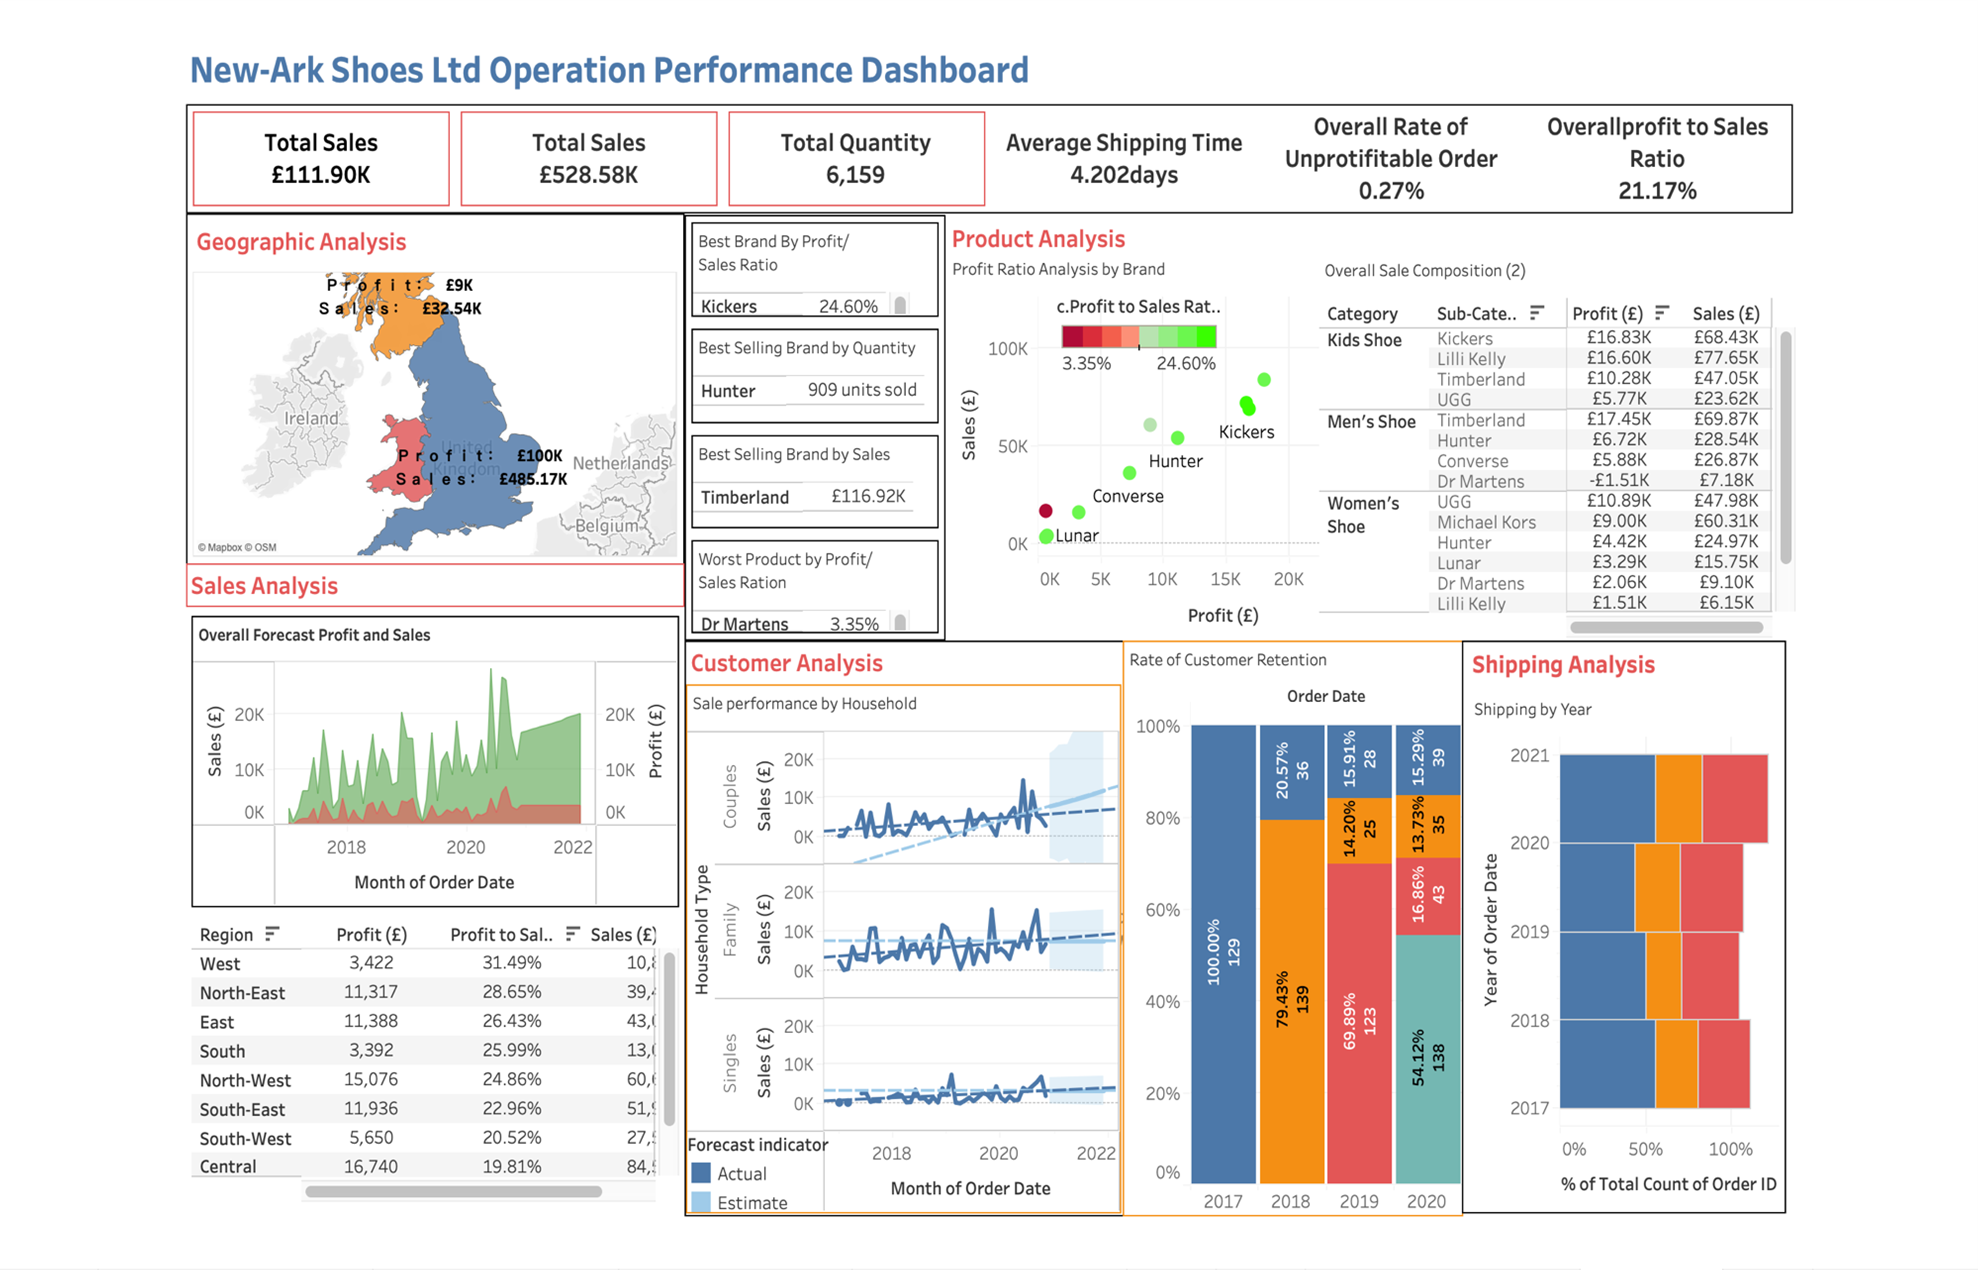 New-Ark Shoes Ltd Operation Performance Dashboard
Total Sales
£111.90K
Total Sales
£528.58K
Total Quantity
6,159
Average Shipping Time
4.202days
Overall Rate of
Unprotifitable Order
0.27%
Overallprofit to Sales
Ratio
21.17%
Geographic Analysis
Profit: £9K
Sales: £32.54K
Ireland
United
Kingdom
Profit: £100K
Sales: £485.17K
Netherlands
Belgium
© Mapbox © OSM
Best Brand By Profit/
Sales Ratio
Kickers 24.60%
Best Selling Brand by Quantity
Hunter 909 units sold
Best Selling Brand by Sales
Timberland £116.92K
Worst Product by Profit/
Sales Ration
Dr Martens 3.35%
Product Analysis
Profit Ratio Analysis by Brand
c.Profit to Sales Rat..
3.35% 24.60%
100K
50K
0K
Sales (£)
Kickers
Hunter
Converse
Lunar
0K 5K 10K 15K 20K
Profit (£)
Overall Sale Composition (2)
Category Sub-Cate.. Profit (£) Sales (£)
Kids Shoe Kickers £16.83K £68.43K
Lilli Kelly £16.60K £77.65K
Timberland £10.28K £47.05K
UGG £5.77K £23.62K
Men's Shoe Timberland £17.45K £69.87K
Hunter £6.72K £28.54K
Converse £5.88K £26.87K
Dr Martens -£1.51K £7.18K
Women's UGG £10.89K £47.98K
Shoe Michael Kors £9.00K £60.31K
Hunter £4.42K £24.97K
Lunar £3.29K £15.75K
Dr Martens £2.06K £9.10K
Lilli Kelly £1.51K £6.15K
Sales Analysis
Overall Forecast Profit and Sales
Sales (£)
20K
10K
0K
20K
10K
0K
Profit (£)
2018 2020 2022
Month of Order Date
Region Profit (£) Profit to Sal.. Sales (£)
West 3,422 31.49% 10,
North-East 11,317 28.65% 39,
East 11,388 26.43% 43,
South 3,392 25.99% 13,
North-West 15,076 24.86% 60,
South-East 11,936 22.96% 51,
South-West 5,650 20.52% 27,
Central 16,740 19.81% 84,
Customer Analysis
Sale performance by Household
Household Type
Couples
Sales (£)
20K
10K
0K
Family
Sales (£)
20K
10K
0K
Singles
Sales (£)
20K
10K
0K
2018 2020 2022
Month of Order Date
Forecast indicator
Actual
Estimate
Rate of Customer Retention
Order Date
100%
80%
60%
40%
20%
0%
100.00%
129
20.57%
36
79.43%
139
15.91%
28
14.20%
25
69.89%
123
15.29%
39
13.73%
35
16.86%
43
54.12%
138
2017 2018 2019 2020
Shipping Analysis
Shipping by Year
Year of Order Date
2021
2020
2019
2018
2017
0% 50% 100%
% of Total Count of Order ID